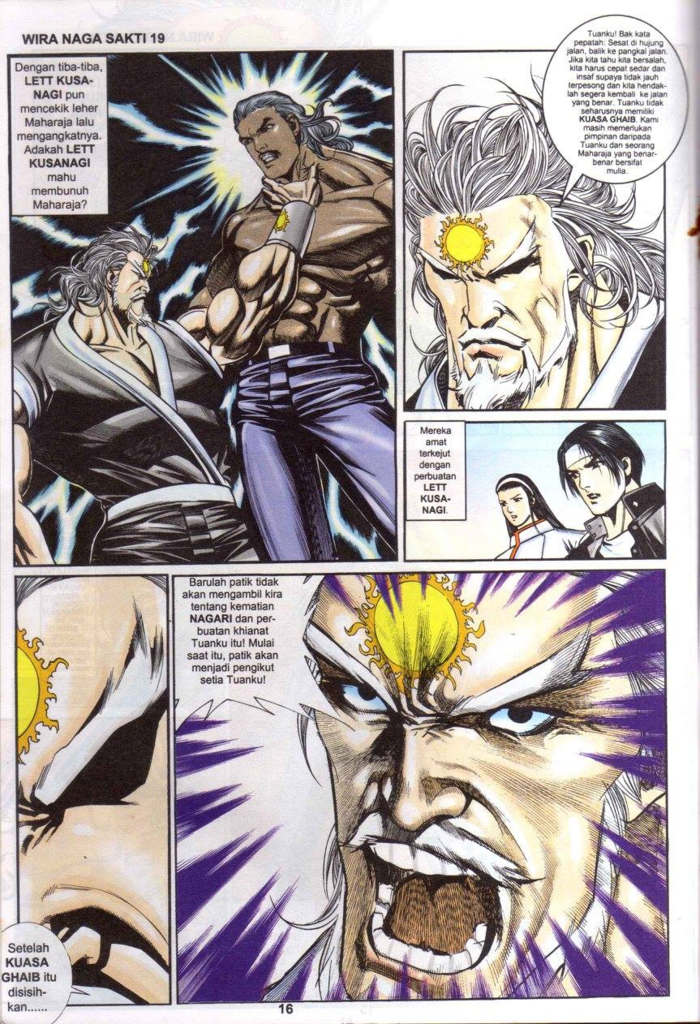 WIRA NAGA SAKTI 19
Dengan tiba-tiba,
LETT KUSA-
NAGI pun
mencekik leher
Maharaja lalu
mengangkatnya.
Adakah LETT
KUSANAGI
mahu
membunuh
Maharaja?
Tuanku! Bak kata
pepatah: Sesat di hujung
jalan, balik ke pangkal jalan.
Jika kita tahu kita bersalah,
kita harus cepat sedar dan
insaf supaya tidak jauh
terpesong dan kita hendak-
lah segera kembali ke jalan
yang benar. Tuanku tidak
seharusnya memiliki
KUASA GHAIB. Kami
masih memerlukan
pimpinan daripada
Tuanku dan seorang
Maharaja yang benar-
benar bersifat
mulia.
Mereka
amat
terkejut
dengan
perbuatan
LETT
KUSA-
NAGI.
Setelah
KUASA
GHAIB itu
disisih-
kan......
Barulah patik tidak
akan mengambil kira
tentang kematian
NAGARI dan per-
buatan khianat
Tuanku itu! Mulai
saat itu, patik akan
menjadi pengikut
setia Tuanku!
16